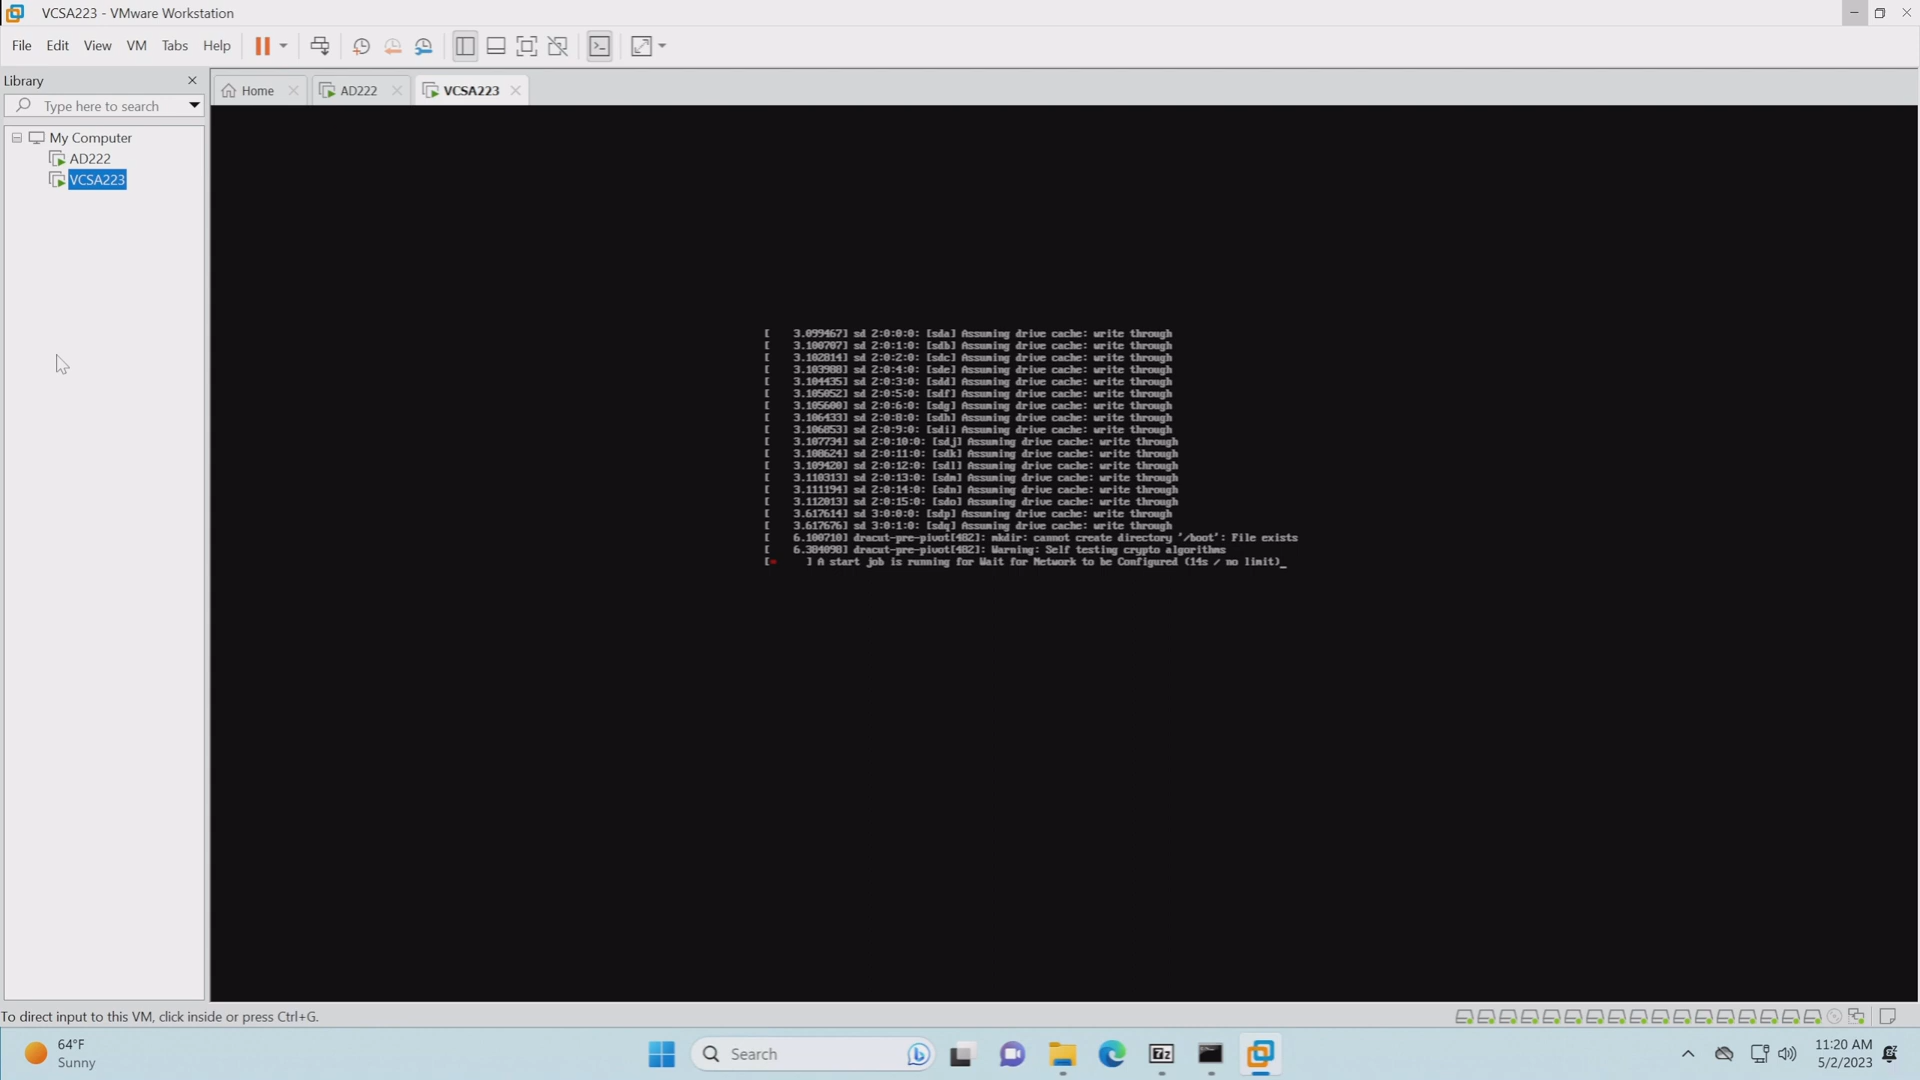 VCSA223 - VMware Workstation
File Edit View VM Tabs Help
Library
Type here to search
My Computer
AD222
VCSA223
Home
AD222
VCSA223
[ 3.099467] sd 2:0:0:0: [sda] Assuming drive cache: write through
[ 3.100707] sd 2:0:1:0: [sdb] Assuming drive cache: write through
[ 3.102814] sd 2:0:2:0: [sdc] Assuming drive cache: write through
[ 3.103988] sd 2:0:4:0: [sde] Assuming drive cache: write through
[ 3.104435] sd 2:0:3:0: [sdd] Assuming drive cache: write through
[ 3.105052] sd 2:0:5:0: [sdf] Assuming drive cache: write through
[ 3.105600] sd 2:0:6:0: [sdg] Assuming drive cache: write through
[ 3.106433] sd 2:0:8:0: [sdh] Assuming drive cache: write through
[ 3.106853] sd 2:0:9:0: [sdi] Assuming drive cache: write through
[ 3.107734] sd 2:0:10:0: [sdj] Assuming drive cache: write through
[ 3.108624] sd 2:0:11:0: [sdk] Assuming drive cache: write through
[ 3.109420] sd 2:0:12:0: [sdl] Assuming drive cache: write through
[ 3.110313] sd 2:0:13:0: [sdm] Assuming drive cache: write through
[ 3.111194] sd 2:0:14:0: [sdn] Assuming drive cache: write through
[ 3.112013] sd 2:0:15:0: [sdo] Assuming drive cache: write through
[ 3.617614] sd 3:0:0:0: [sdp] Assuming drive cache: write through
[ 3.617676] sd 3:0:1:0: [sdq] Assuming drive cache: write through
[ 6.100710] dracut-pre-pivot[482]: mkdir: cannot create directory '/boot': File exists
[ 6.384098] dracut-pre-pivot[482]: Warning: Self testing crypto algorithms
[* ] A start job is running for Wait for Network to be Configured (14s / no limit)_
To direct input to this VM, click inside or press Ctrl+G.
64°F
Sunny
Search
7z
11:20 AM
5/2/2023